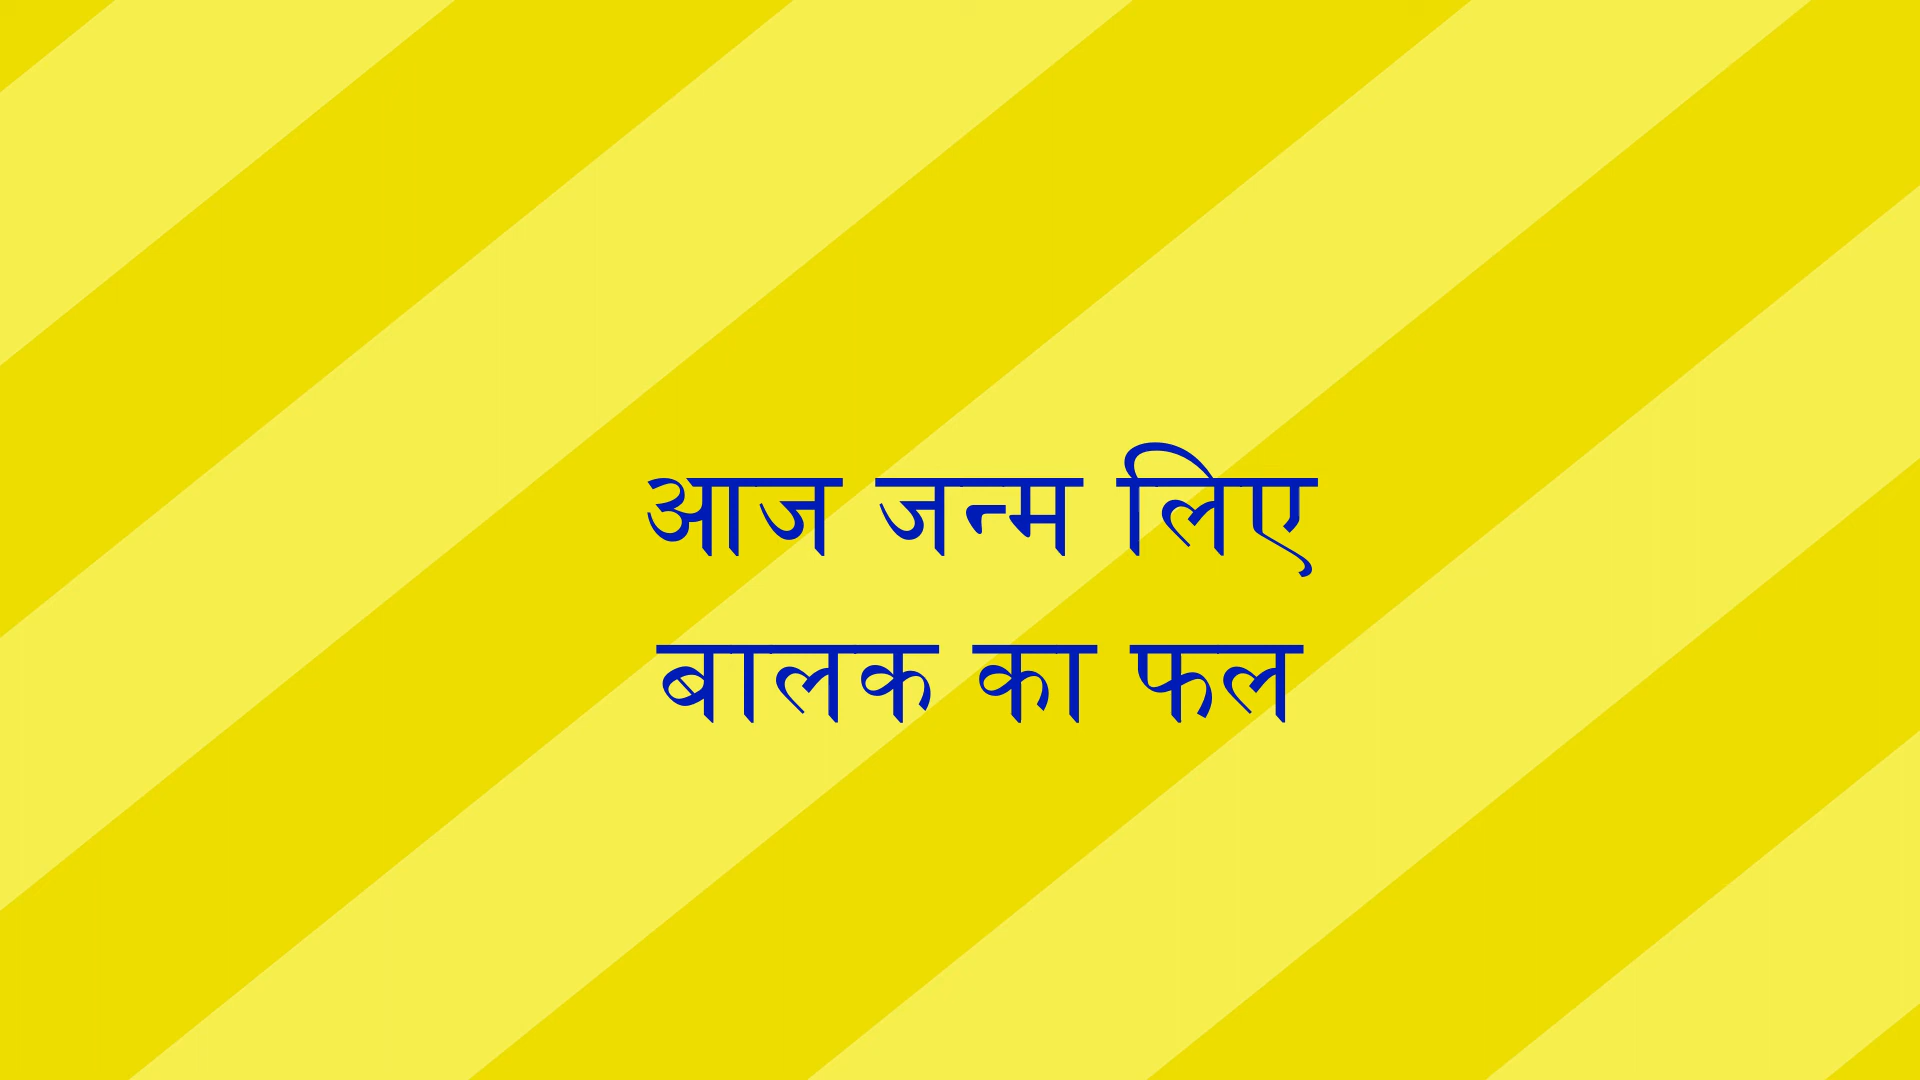 आज जन्म लिए
बालक का फल